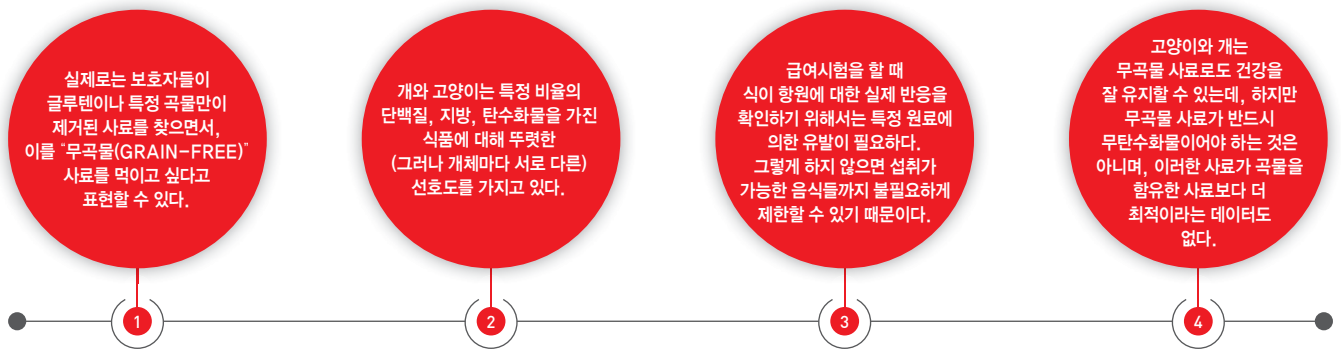 실제로는 보호자들이
글루텐이나 특정 곡물만이
제거된 사료를 찾으면서,
이를 “무곡물(GRAIN-FREE)”
사료를 먹이고 싶다고
표현할 수 있다.
1
개와 고양이는 특정 비율의
단백질, 지방, 탄수화물을 가진
식품에 대해 뚜렷한
(그러나 개체마다 서로 다른)
선호도를 가지고 있다.
2
급여시험을 할 때
식이 항원에 대한 실제 반응을
확인하기 위해서는 특정 원료에
의한 유발이 필요하다.
그렇게 하지 않으면 섭취가
가능한 음식들까지 불필요하게
제한할 수 있기 때문이다.
3
고양이와 개는
무곡물 사료로도 건강을
잘 유지할 수 있는데, 하지만
무곡물 사료가 반드시
무탄수화물이어야 하는 것은
아니며, 이러한 사료가 곡물을
함유한 사료보다 더
최적이라는 데이터도
없다.
4